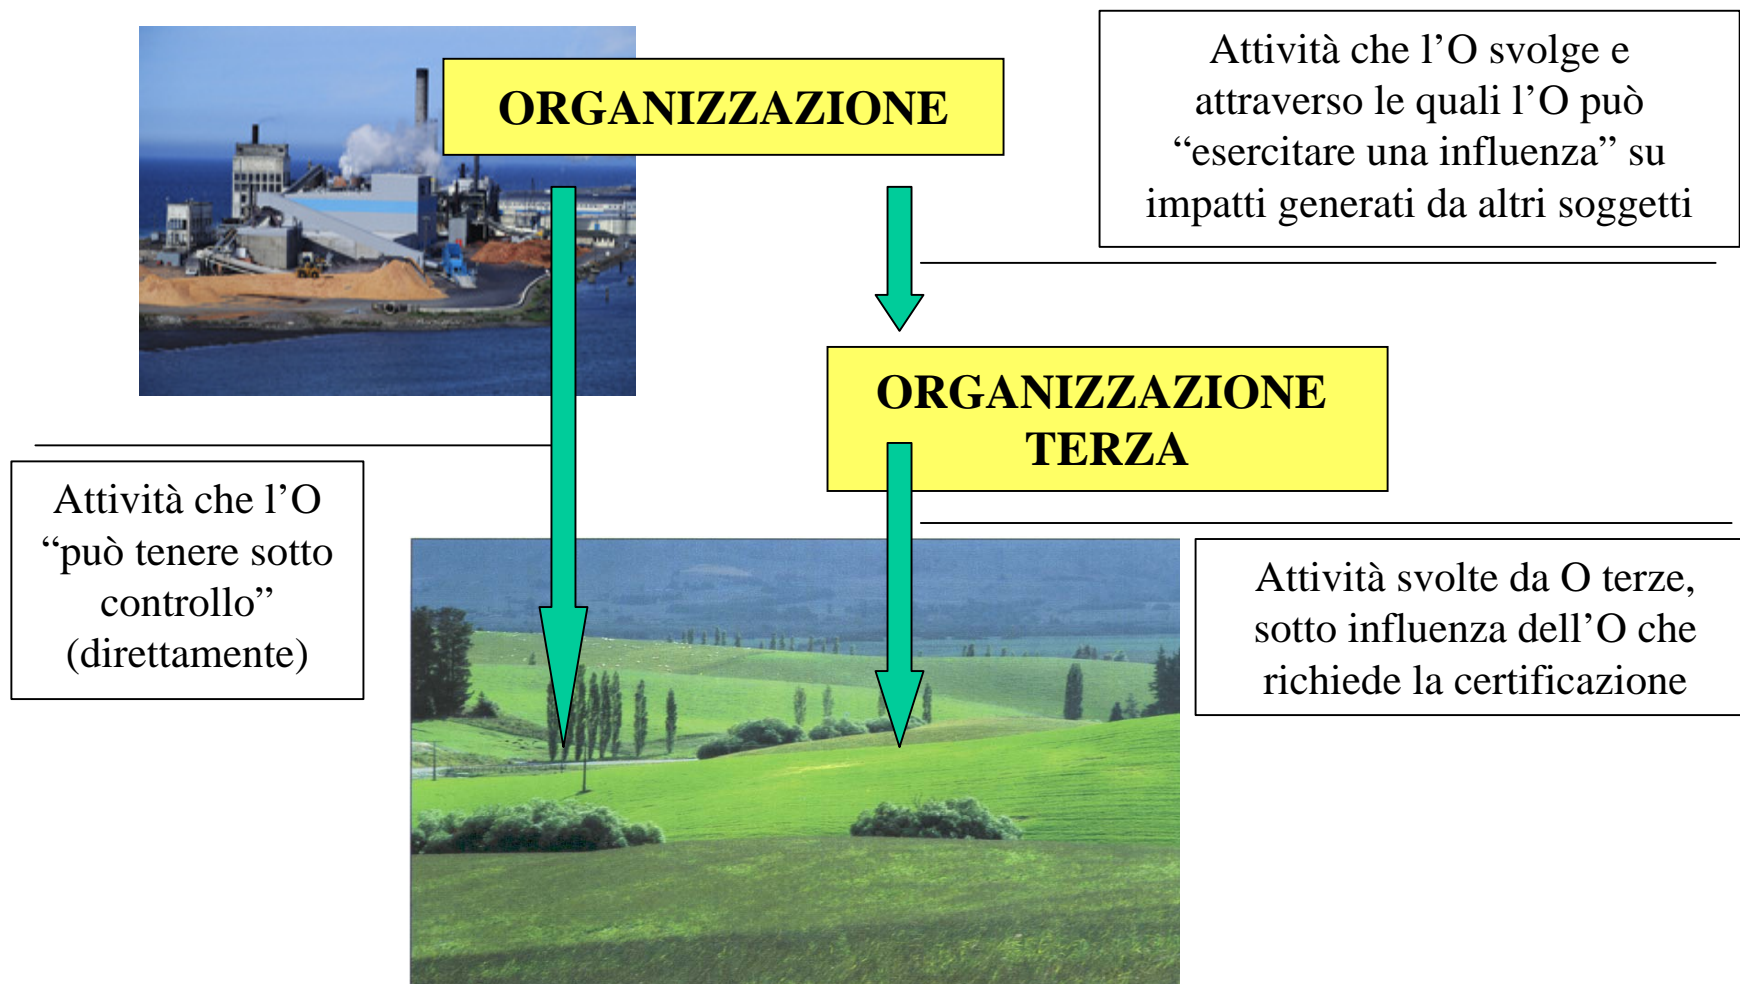 ORGANIZZAZIONE
Attività che l’O svolge e
attraverso le quali l’O può
“esercitare una influenza” su
impatti generati da altri soggetti
ORGANIZZAZIONE
TERZA
Attività che l’O
“può tenere sotto
controllo”
(direttamente)
Attività svolte da O terze,
sotto influenza dell’O che
richiede la certificazione